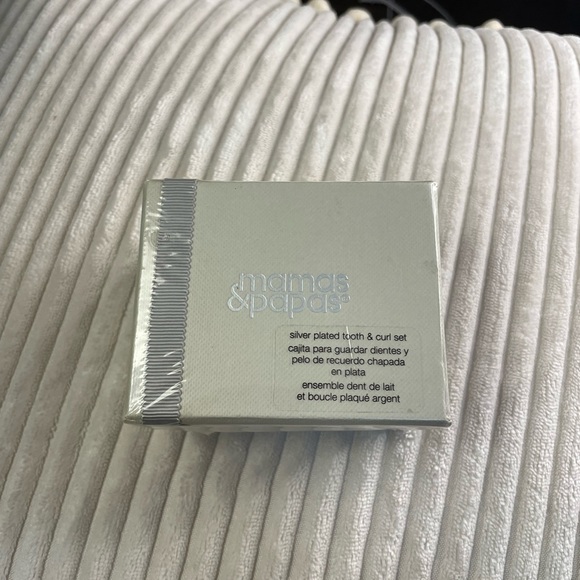 mamas
&papas
silver plated tooth & curl set
cajita para guardar dientes y
pelo de recuerdo chapada
en plata
ensemble dent de lait
et boucle plaqué argent